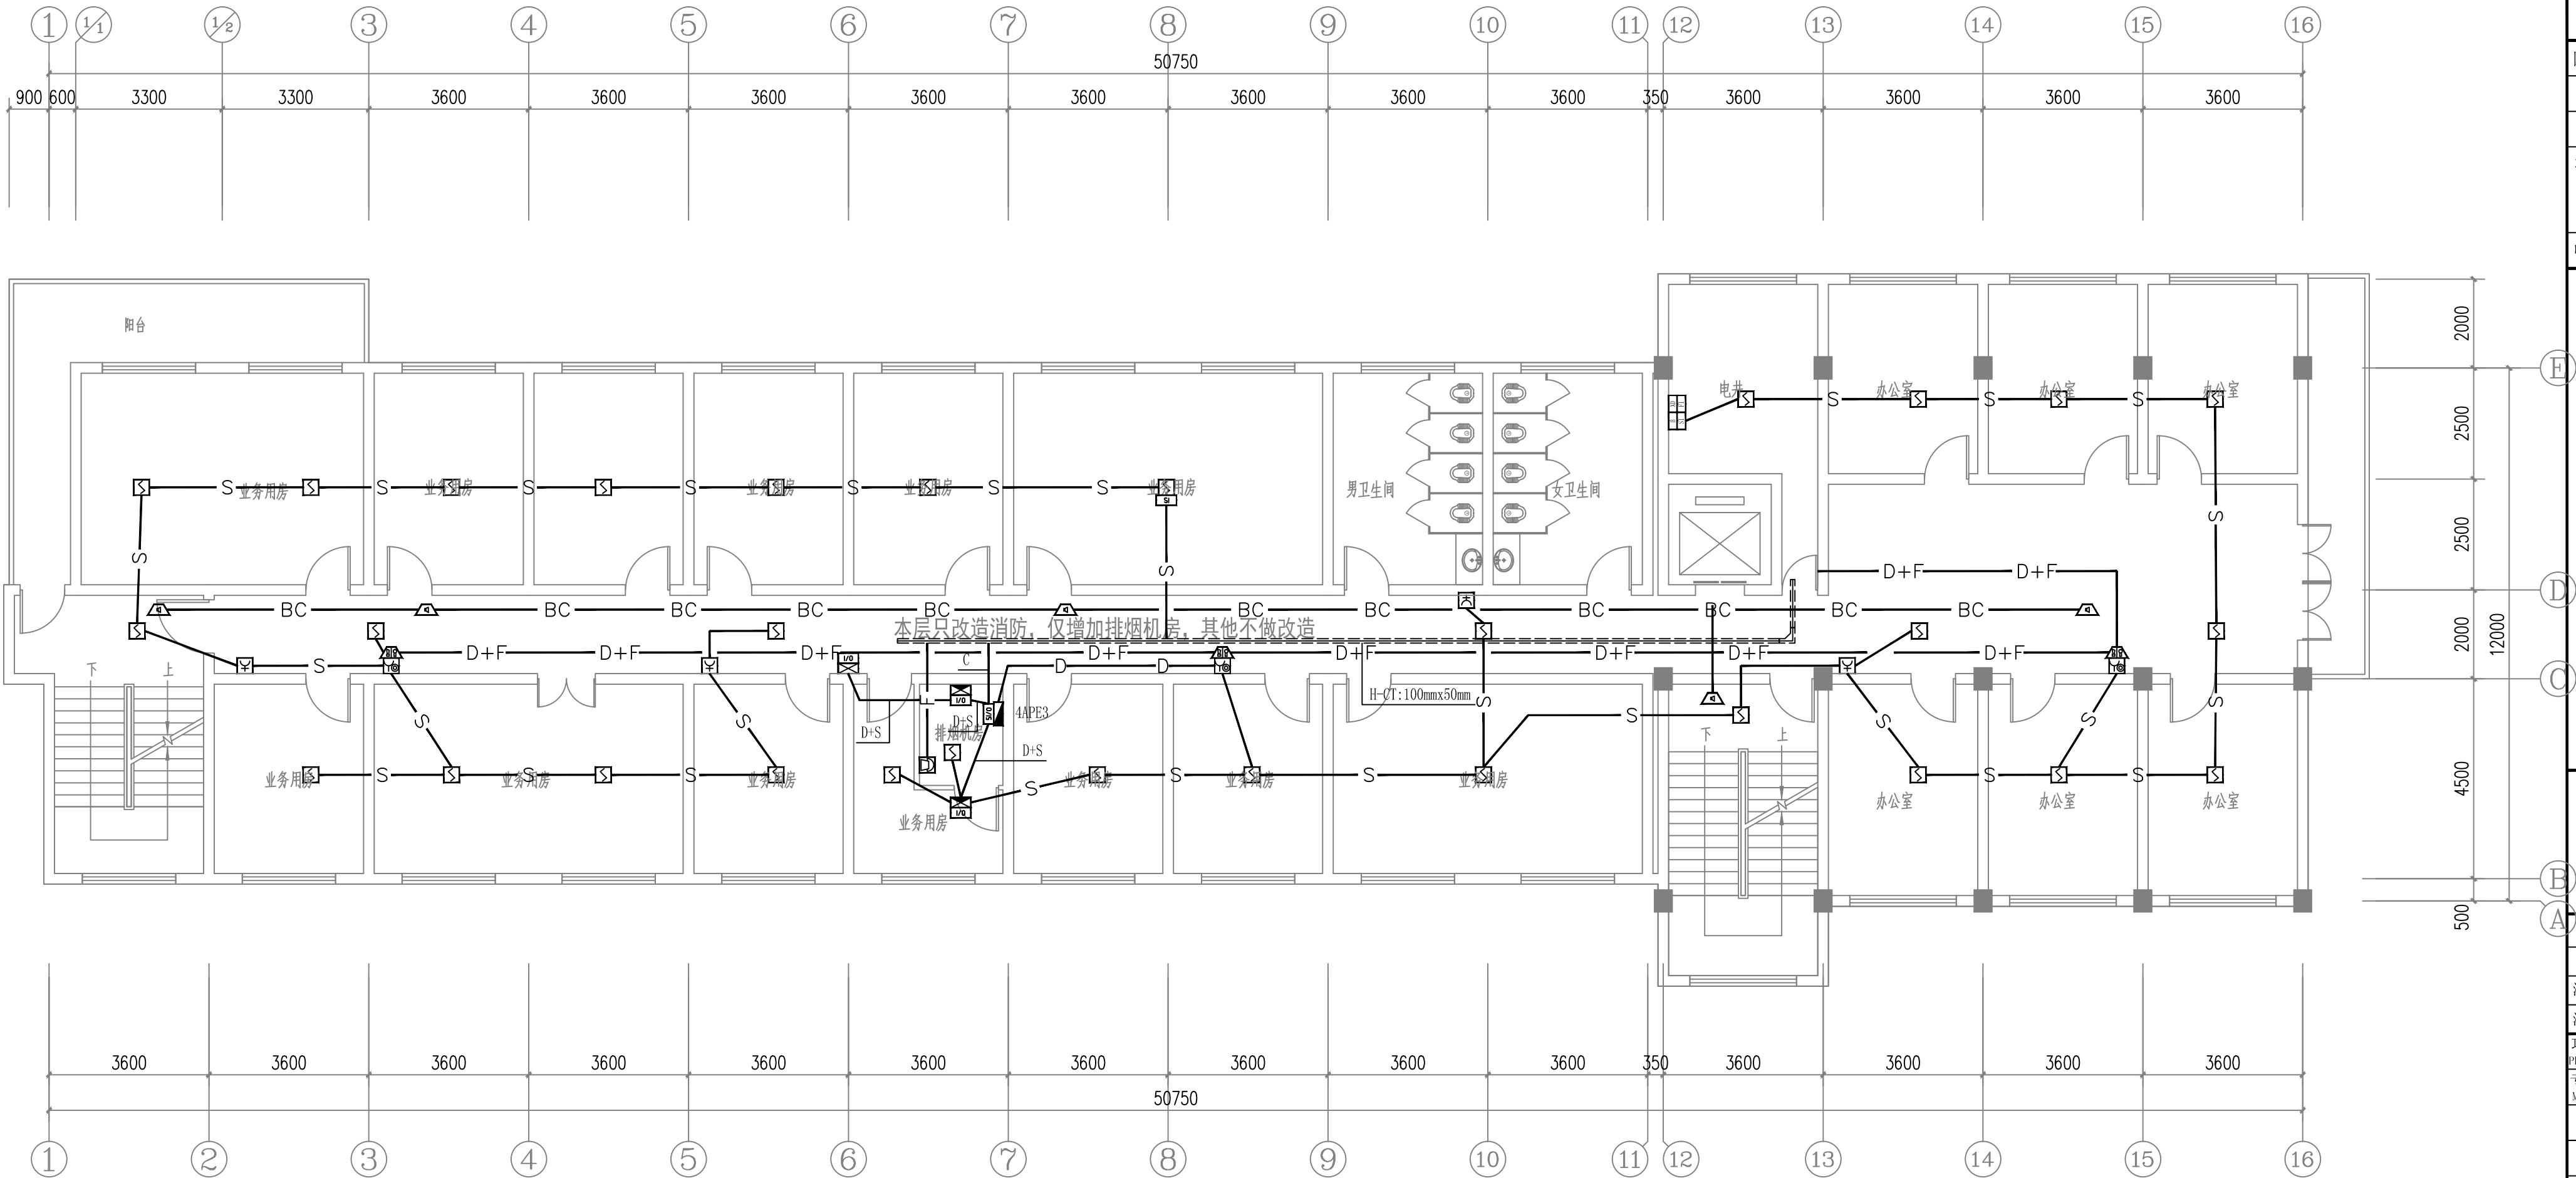 1 1/1 1/2 3 4 5 6 7 8 9 10 11 12 13 14 15 16
50750
900 600 3300 3300 3600 3600 3600 3600 3600 3600 3600 3600 350 3600 3600 3600 3600
阳台
2000
E
电井 办公室 办公室 办公室
S S S
2500
业务用房 业务用房 业务用房 业务用房 业务用房
S S S S S S S
男卫生间 女卫生间
SI
S S S
2500
D+F D+F
D
BC BC BC BC BC BC BC BC BC BC BC
本层只改造消防，仅增加排烟机房，其他不做改造
2000
12000
D+F D+F D+F D+F D+F D+F D+F D+F
I/O
C
S D D
下 上
C
H-CT:100mmx50mm
I/O
F
S S
SI/O
4APE3
D+S
S S S S S
排烟机房
D+S
D+S
下 上
业务用房 业务用房 业务用房 业务用房 业务用房 业务用房
S S S S S S S S S
4500
办公室 办公室 办公室
I/O
业务用房
B
500
A
3600 3600 3600 3600 3600 3600 3600 3600 3600 3600 350 3600 3600 3600 3600
50750
1 2 3 4 5 6 7 8 9 10 11 12 13 14 15 16